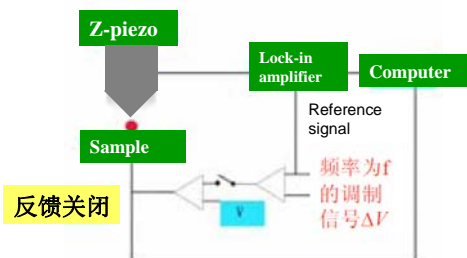 Z-piezo
Lock-in
amplifier
Computer
Reference
signal
Sample
频率为f
的调制
信号ΔV
反馈关闭
V